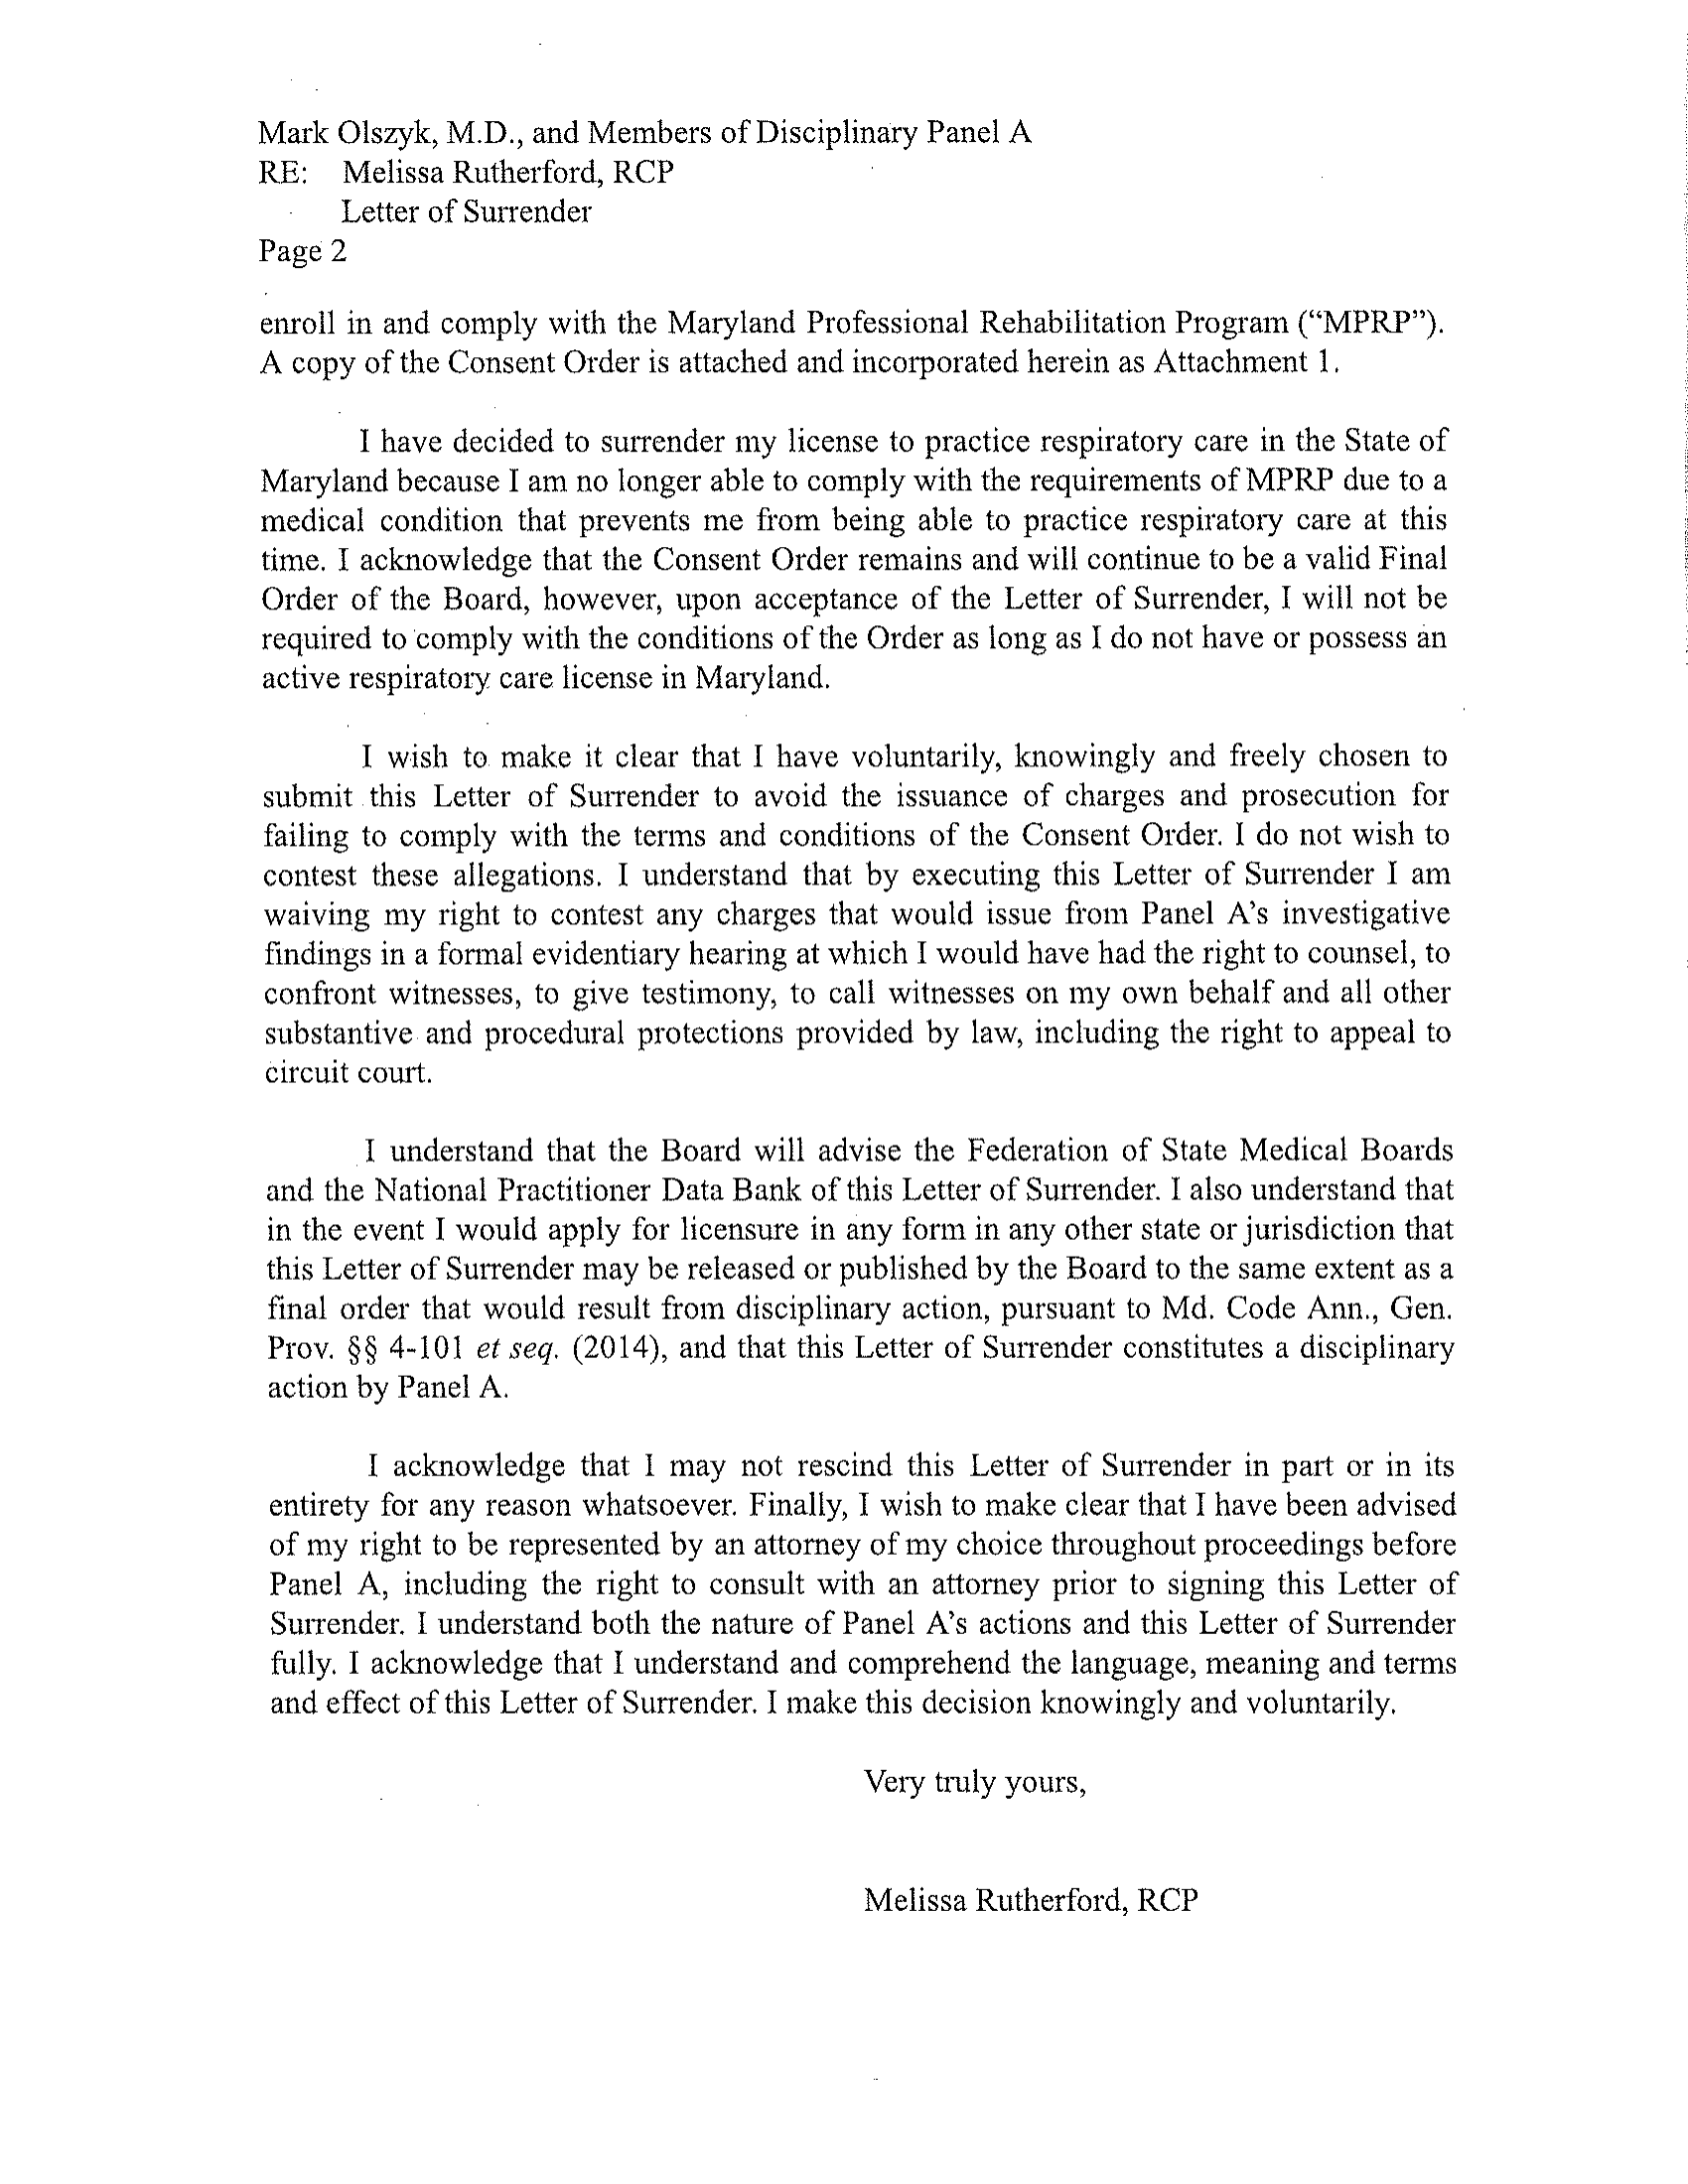 Mark Olszyk, M.D., and Members of Disciplinary Panel A
RE: Melissa Rutherford, RCP
Letter of Surrender
Page 2
enroll in and comply with the Maryland Professional Rehabilitation Program (“MPRP”).
A copy of the Consent Order is attached and incorporated herein as Attachment 1.
I have decided to surrender my license to practice respiratory care in the State of
Maryland because I am no longer able to comply with the requirements of MPRP due to a
medical condition that prevents me from being able to practice respiratory care at this
time. I acknowledge that the Consent Order remains and will continue to be a valid Final
Order of the Board, however, upon acceptance of the Letter of Surrender, I will not be
required to comply with the conditions of the Order as long as I do not have or possess an
active respiratory care license in Maryland.
I wish to make it clear that I have voluntarily, knowingly and freely chosen to
submit this Letter of Surrender to avoid the issuance of charges and prosecution for
failing to comply with the terms and conditions of the Consent Order. I do not wish to
contest these allegations. I understand that by executing this Letter of Surrender I am
waiving my right to contest any charges that would issue from Panel A’s investigative
findings in a formal evidentiary hearing at which I would have had the right to counsel, to
confront witnesses, to give testimony, to call witnesses on my own behalf and all other
substantive and procedural protections provided by law, including the right to appeal to
circuit court.
I understand that the Board will advise the Federation of State Medical Boards
and the National Practitioner Data Bank of this Letter of Surrender. I also understand that
in the event I would apply for licensure in any form in any other state or jurisdiction that
this Letter of Surrender may be released or published by the Board to the same extent as a
final order that would result from disciplinary action, pursuant to Md. Code Ann., Gen.
Prov. §§ 4-101 et seq. (2014), and that this Letter of Surrender constitutes a disciplinary
action by Panel A.
I acknowledge that I may not rescind this Letter of Surrender in part or in its
entirety for any reason whatsoever. Finally, I wish to make clear that I have been advised
of my right to be represented by an attorney of my choice throughout proceedings before
Panel A, including the right to consult with an attorney prior to signing this Letter of
Surrender. I understand both the nature of Panel A’s actions and this Letter of Surrender
fully. I acknowledge that I understand and comprehend the language, meaning and terms
and effect of this Letter of Surrender. I make this decision knowingly and voluntarily.
Very truly yours,
Melissa Rutherford, RCP